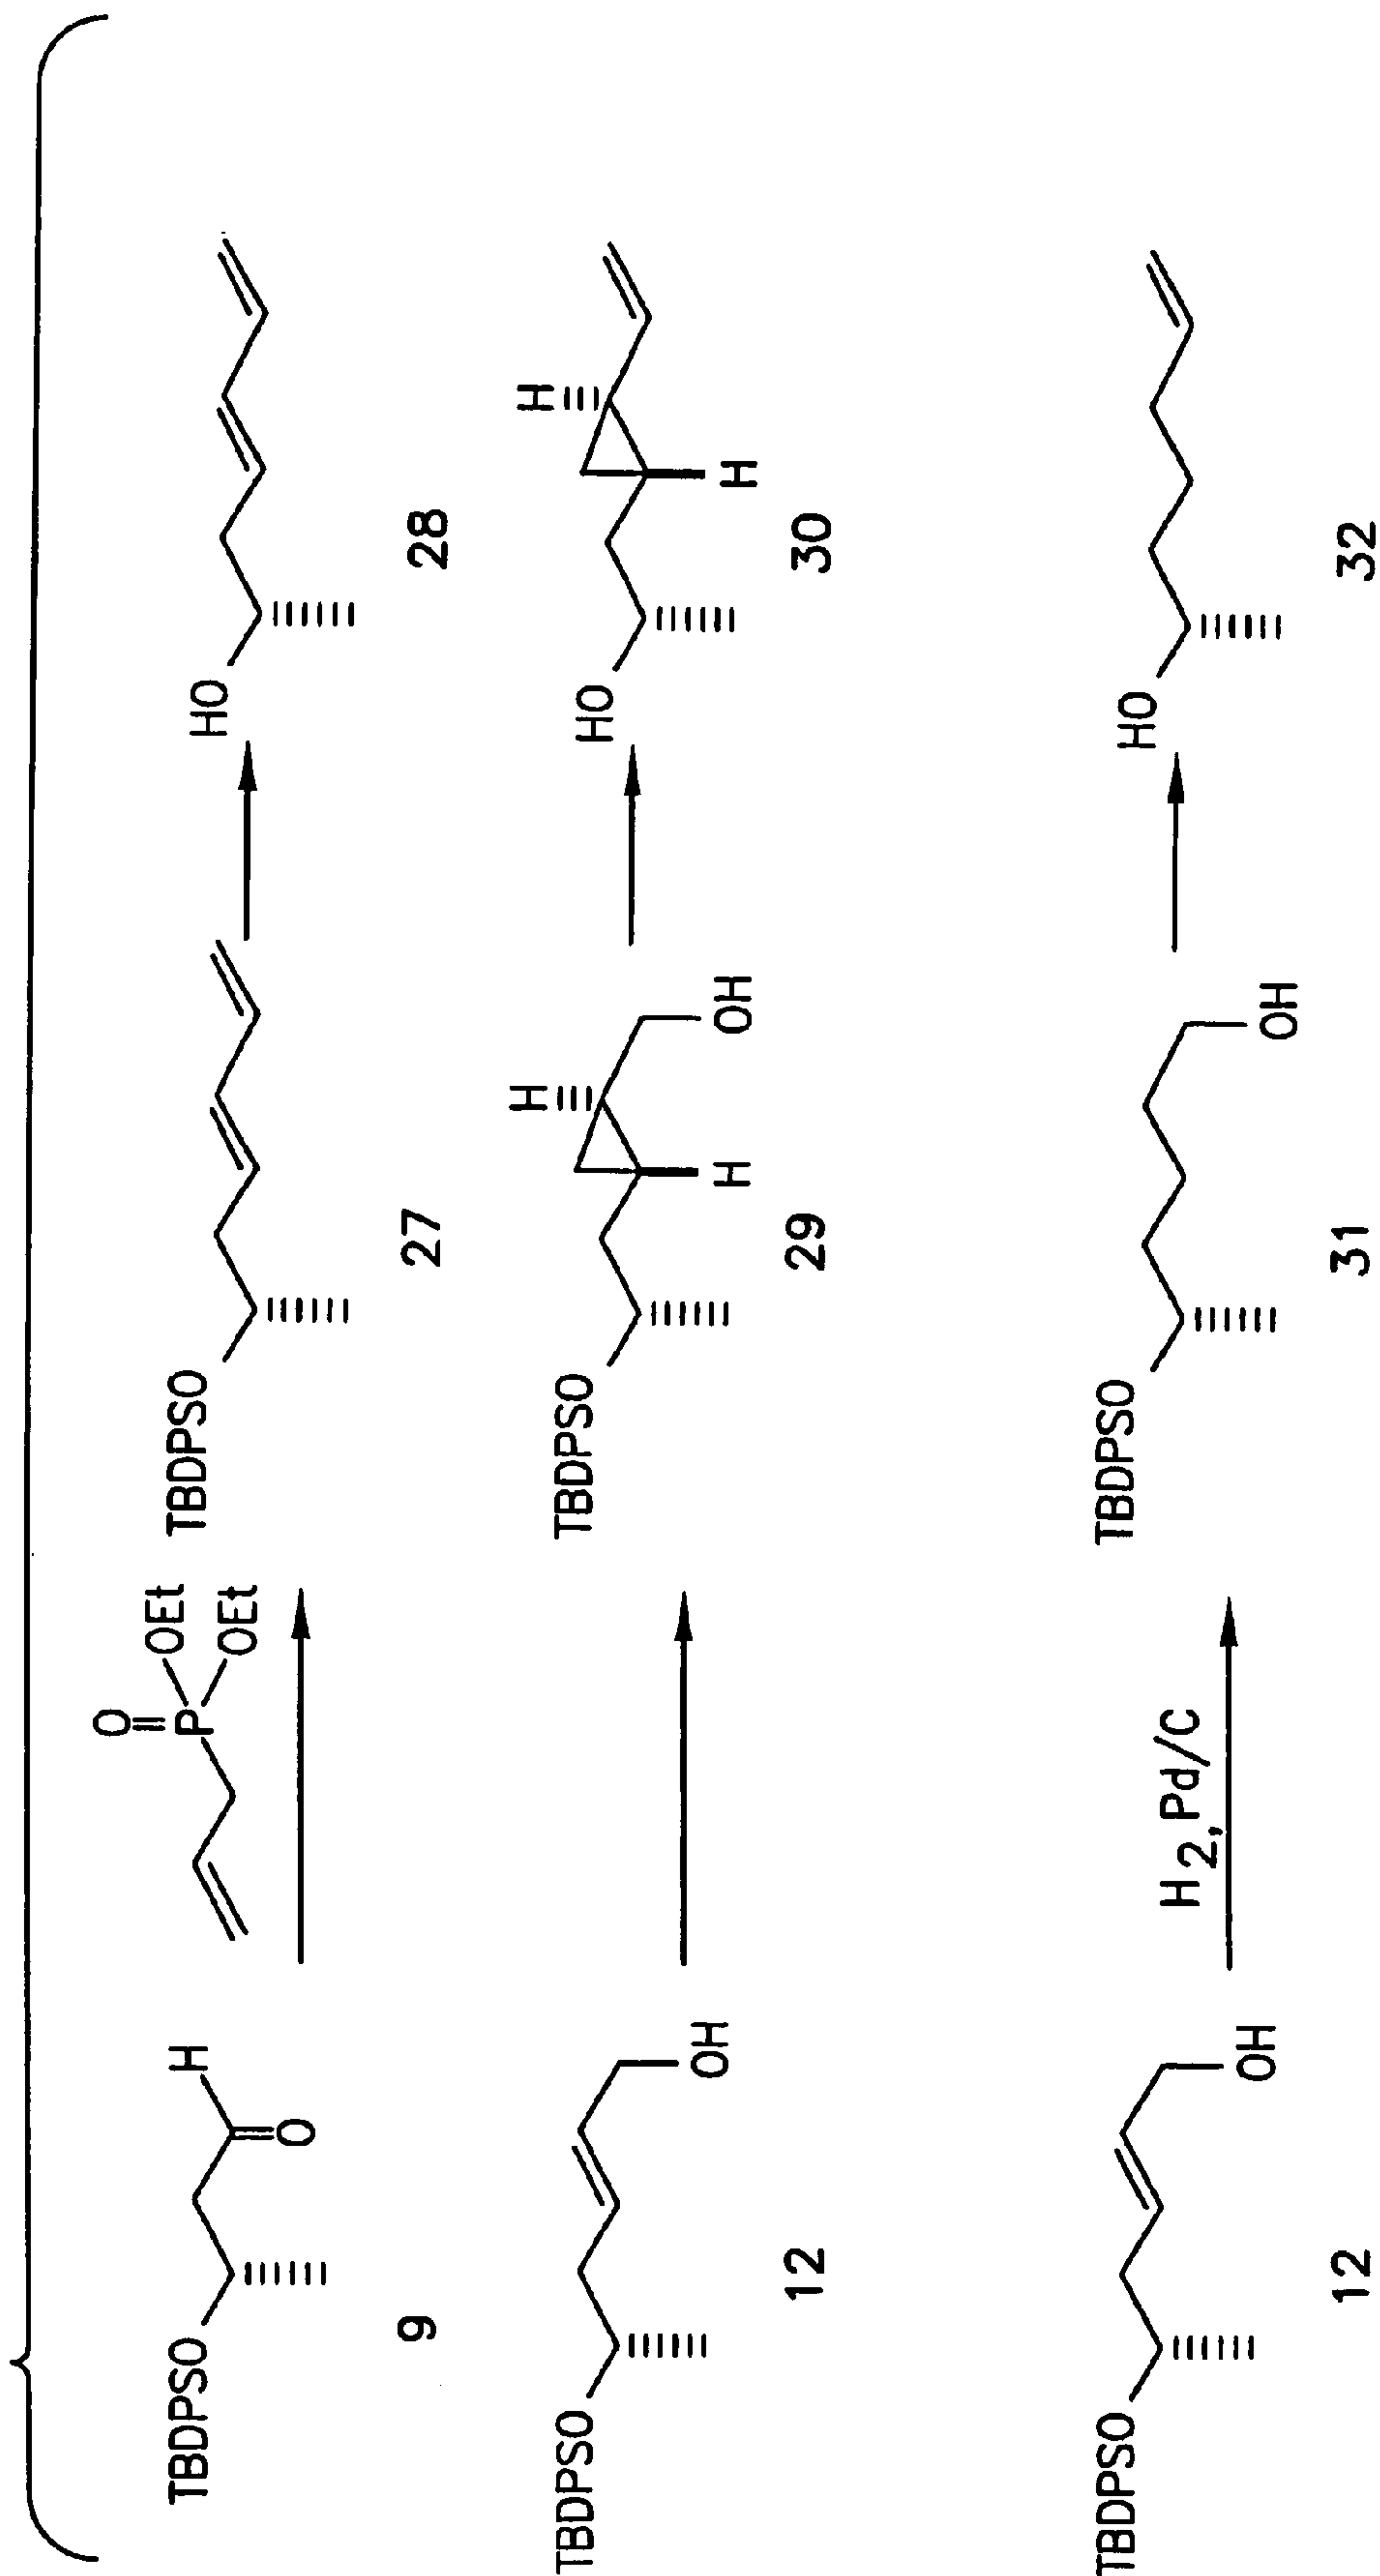 O
OEt
P
OEt
TBDPSO
H
O
TBDPSO
HO
9
27
28
TBDPSO
OH
TBDPSO
H
H
OH
HO
H
H
12
29
30
H2,Pd/C
TBDPSO
OH
TBDPSO
OH
HO
12
31
32